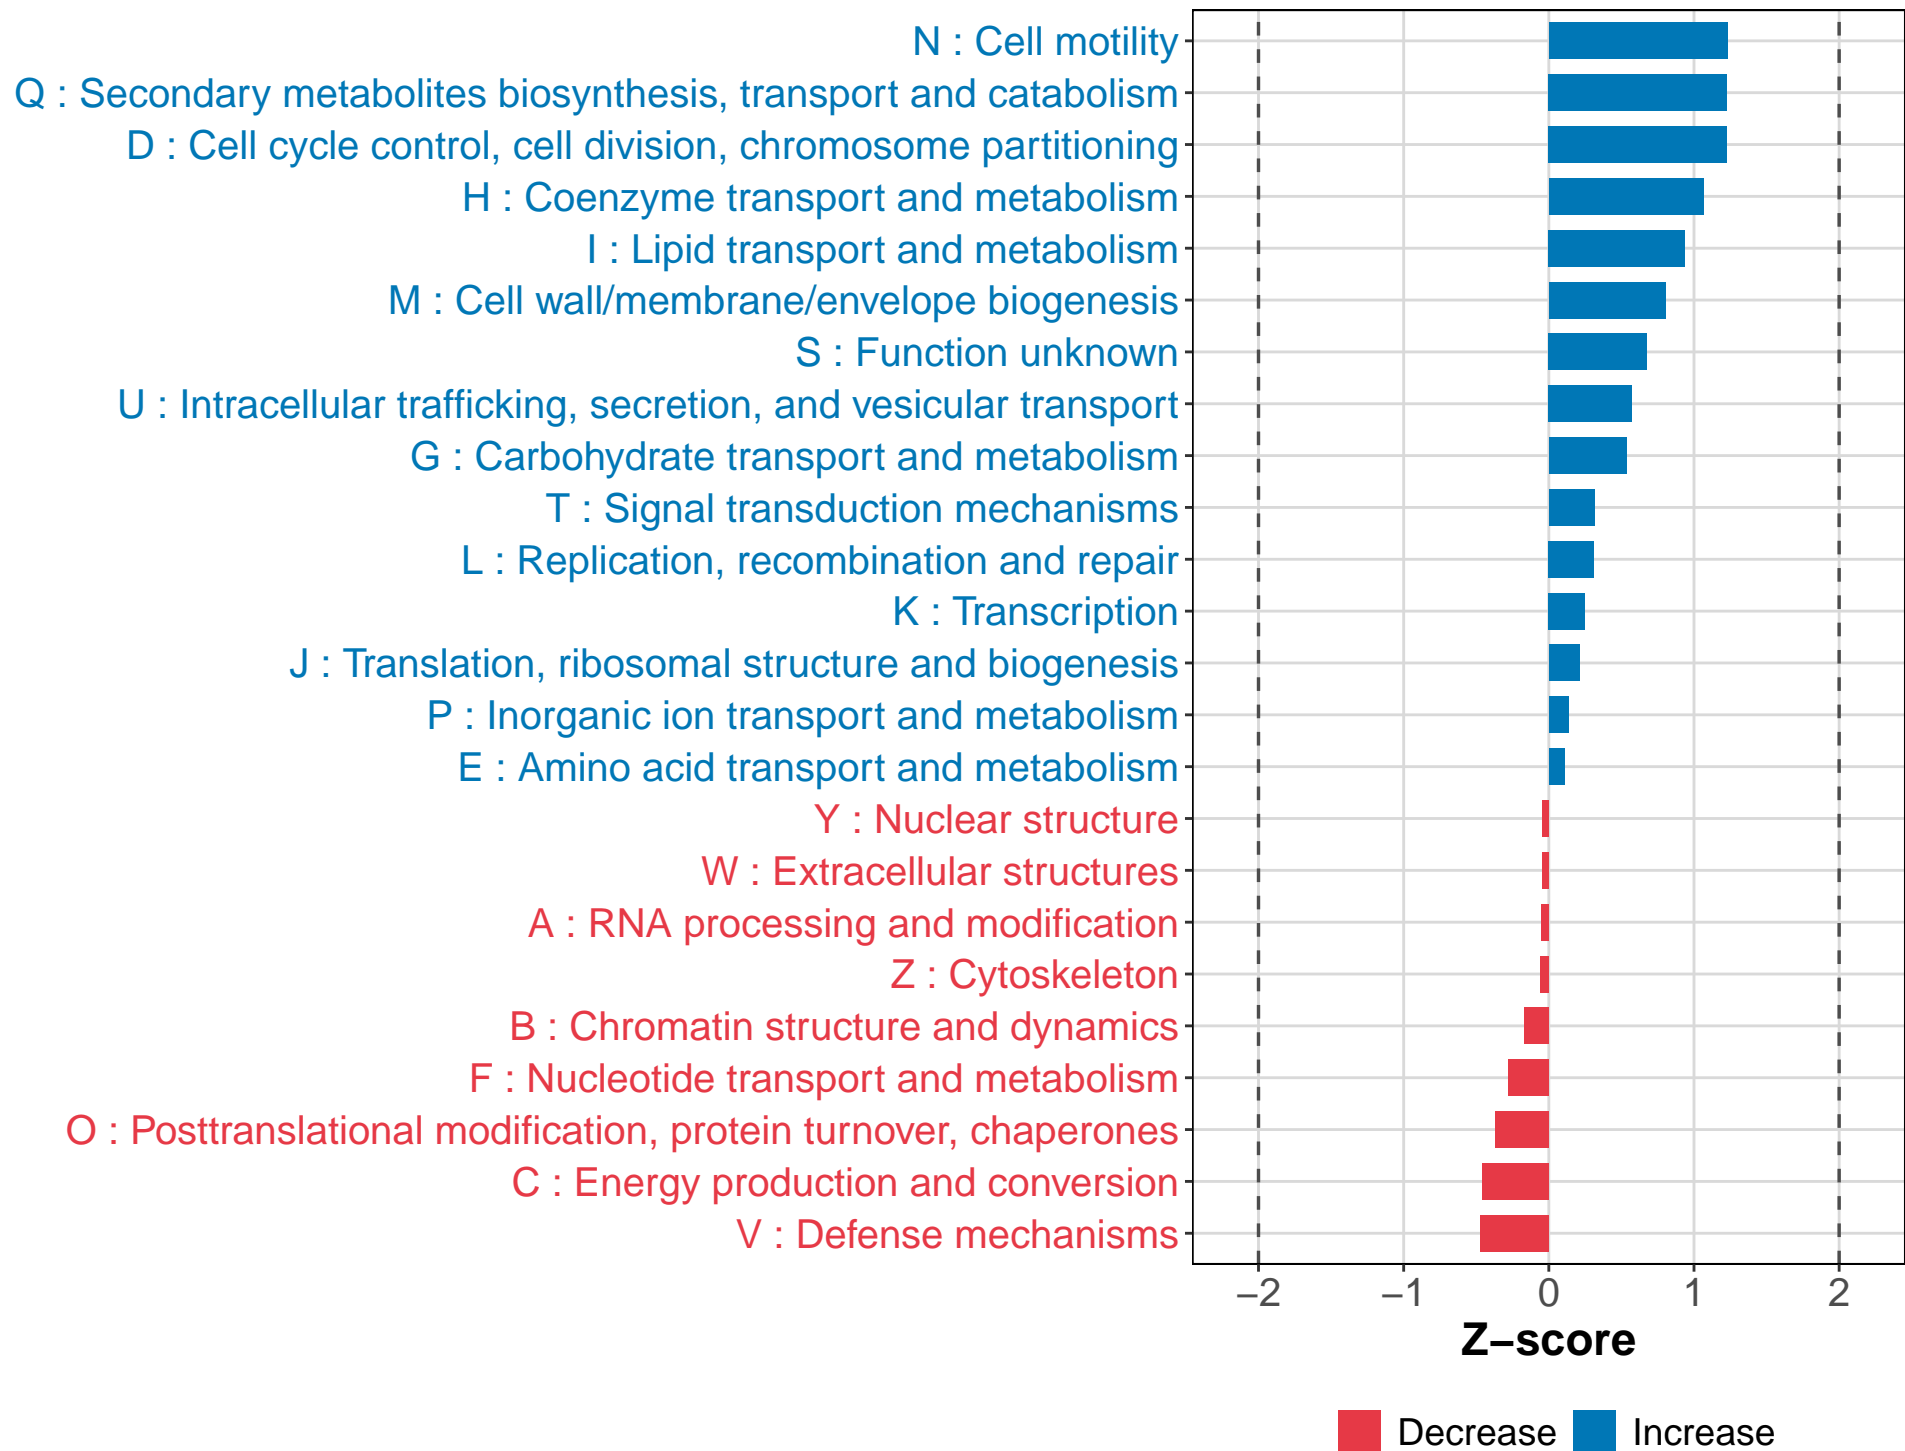 N : Cell motility
Q : Secondary metabolites biosynthesis, transport and catabolism
D : Cell cycle control, cell division, chromosome partitioning
H : Coenzyme transport and metabolism
I : Lipid transport and metabolism
M : Cell wall/membrane/envelope biogenesis
S : Function unknown
U : Intracellular trafficking, secretion, and vesicular transport
G : Carbohydrate transport and metabolism
T : Signal transduction mechanisms
L : Replication, recombination and repair
K : Transcription
J : Translation, ribosomal structure and biogenesis
P : Inorganic ion transport and metabolism
E : Amino acid transport and metabolism
Y : Nuclear structure
W : Extracellular structures
A : RNA processing and modification
Z : Cytoskeleton
B : Chromatin structure and dynamics
F : Nucleotide transport and metabolism
O : Posttranslational modification, protein turnover, chaperones
C : Energy production and conversion
V : Defense mechanisms
−2 −1 0 1 2
Z−score
Decrease Increase